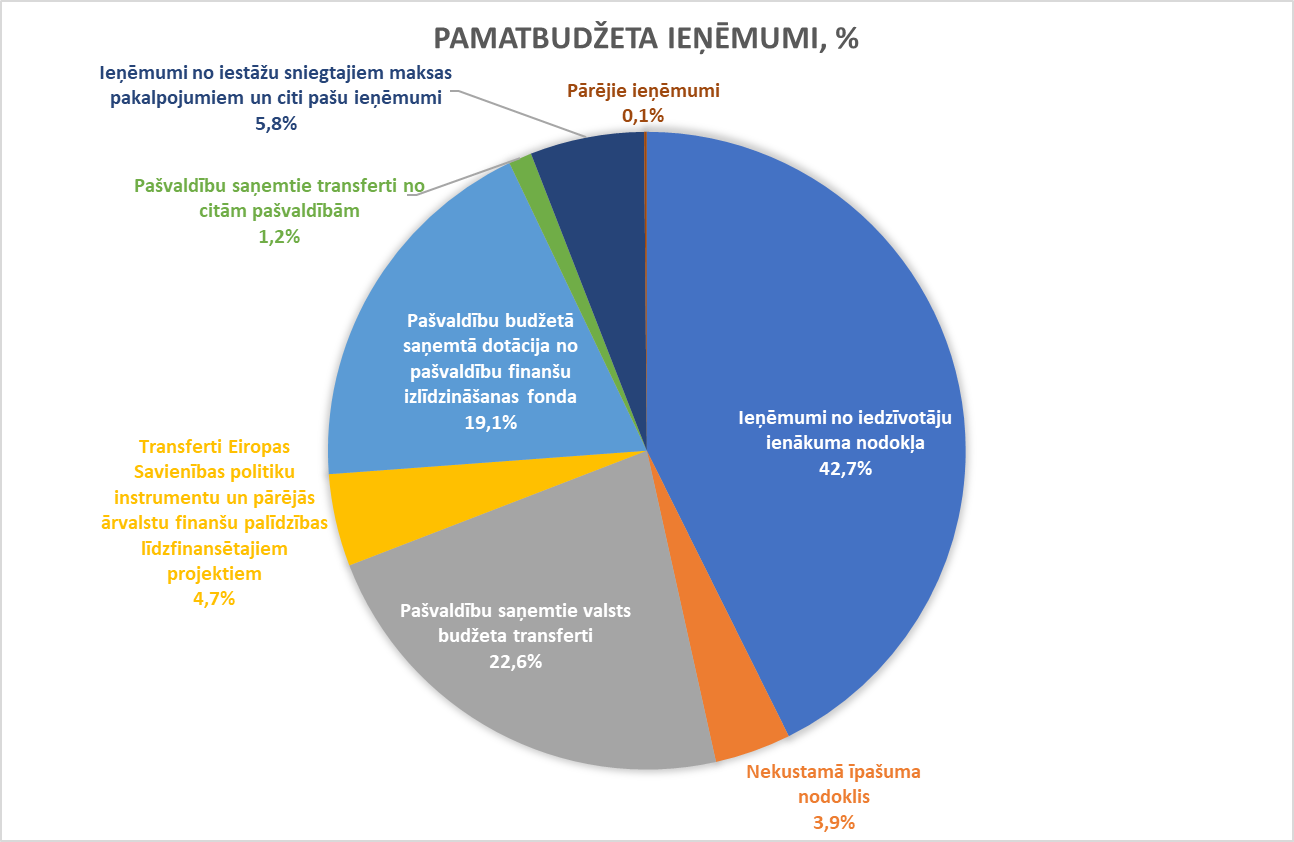 PAMATBUDŽETA IEŅĒMUMI, %
Ieņēmumi no iestāžu sniegtajiem maksas
pakalpojumiem un citi pašu ieņēmumi
5,8%
Pārējie ieņēmumi
0,1%
Pašvaldību saņemtie transferti no
citām pašvaldībām
1,2%
Pašvaldību budžetā
saņemtā dotācija no
pašvaldību finanšu
izlīdzināšanas fonda
19,1%
Ieņēmumi no iedzīvotāju
ienākuma nodokļa
42,7%
Transferti Eiropas
Savienības politiku
instrumentu un pārējās
ārvalstu finanšu palīdzības
līdzfinansētajiem
projektiem
4,7%
Pašvaldību saņemtie valsts
budžeta transferti
22,6%
Nekustamā īpašuma
nodoklis
3,9%